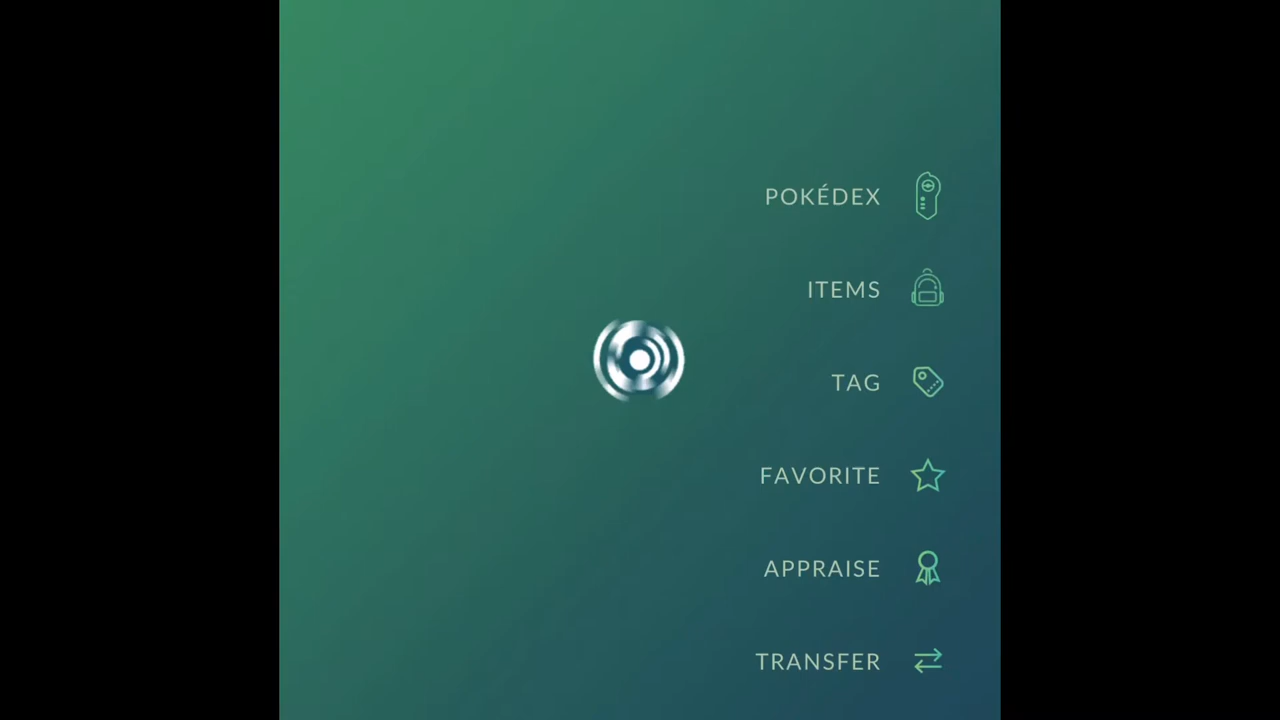 POKÉDEX
ITEMS
TAG
FAVORITE
APPRAISE
TRANSFER